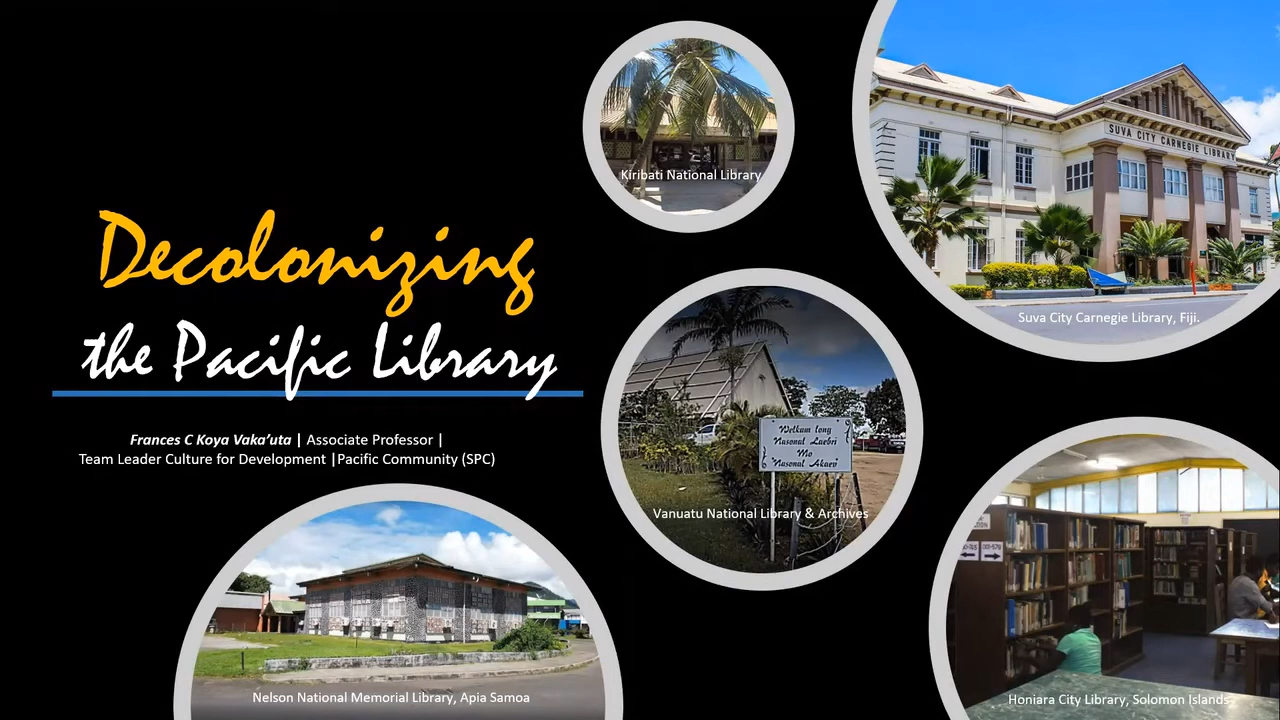 Decolonizing
the Pacific Library
Frances C Koya Vaka'uta | Associate Professor |
Team Leader Culture for Development |Pacific Community (SPC)
Kiribati National Library
SUVA CITY CARNEGIE LIBRARY
Suva City Carnegie Library, Fiji.
Welkam long
Nasonal Laebri
Mo
Nasonal Akaev
Vanuatu National Library & Archives
Nelson National Memorial Library, Apia Samoa
001-579
Honiara City Library, Solomon Islands